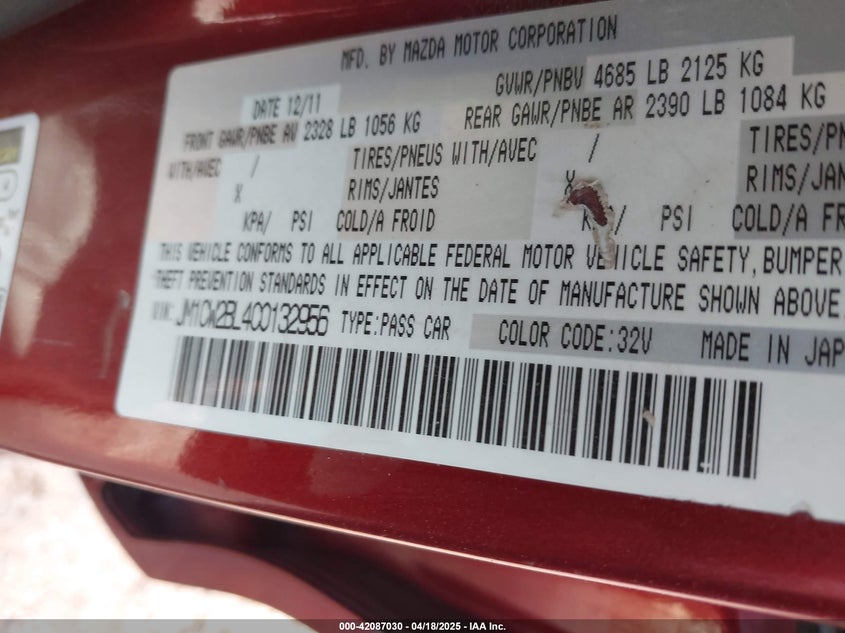 MFD. BY MAZDA MOTOR CORPORATION
DATE 12/11 GVWR/PNBV 4685 LB 2125 KG
FRONT GAWR/PNBE AV 2328 LB 1056 KG REAR GAWR/PNBE AR 2390 LB 1084 KG
WITH/AVEC / TIRES/PNEUS WITH/AVEC / TIRES/PN
X RIMS/JANTES X RIMS/JAN
KPA/ PSI COLD/A FROID KPA/ PSI COLD/A FRO
THIS VEHICLE CONFORMS TO ALL APPLICABLE FEDERAL MOTOR VEHICLE SAFETY, BUMPER
THEFT PREVENTION STANDARDS IN EFFECT ON THE DATE OF MANUFACTURE SHOWN ABOVE.
VIN: JM1CW2BL4C0132956 TYPE:PASS CAR COLOR CODE:32V MADE IN JAP
000-42087030 - 04/18/2025 - IAA Inc.